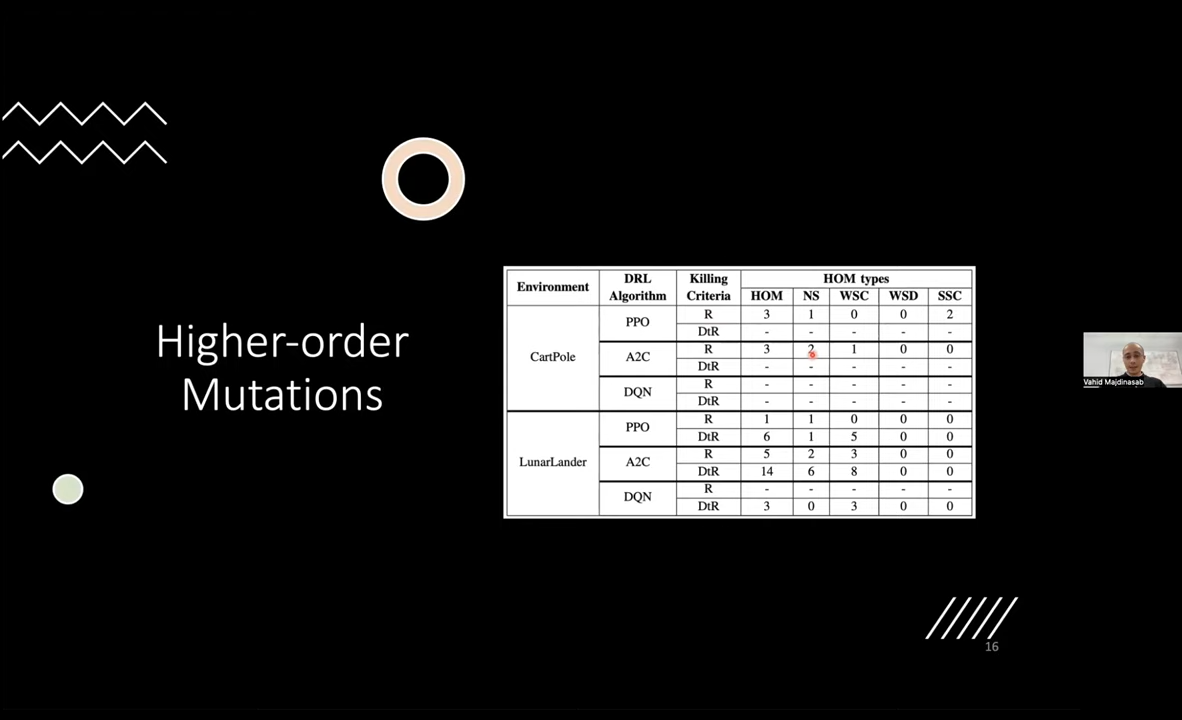 Higher-order
Mutations
Environment DRL Algorithm Killing Criteria HOM types
HOM NS WSC WSD SSC
CartPole PPO R 3 1 0 0 2
DtR - - - - -
A2C R 3 2 1 0 0
DtR - - - - -
DQN R - - - - -
DtR - - - - -
LunarLander PPO R 1 1 0 0 0
DtR 6 1 5 0 0
A2C R 5 2 3 0 0
DtR 14 6 8 0 0
DQN R - - - - -
DtR 3 0 3 0 0
Vahid Majdinasab
16